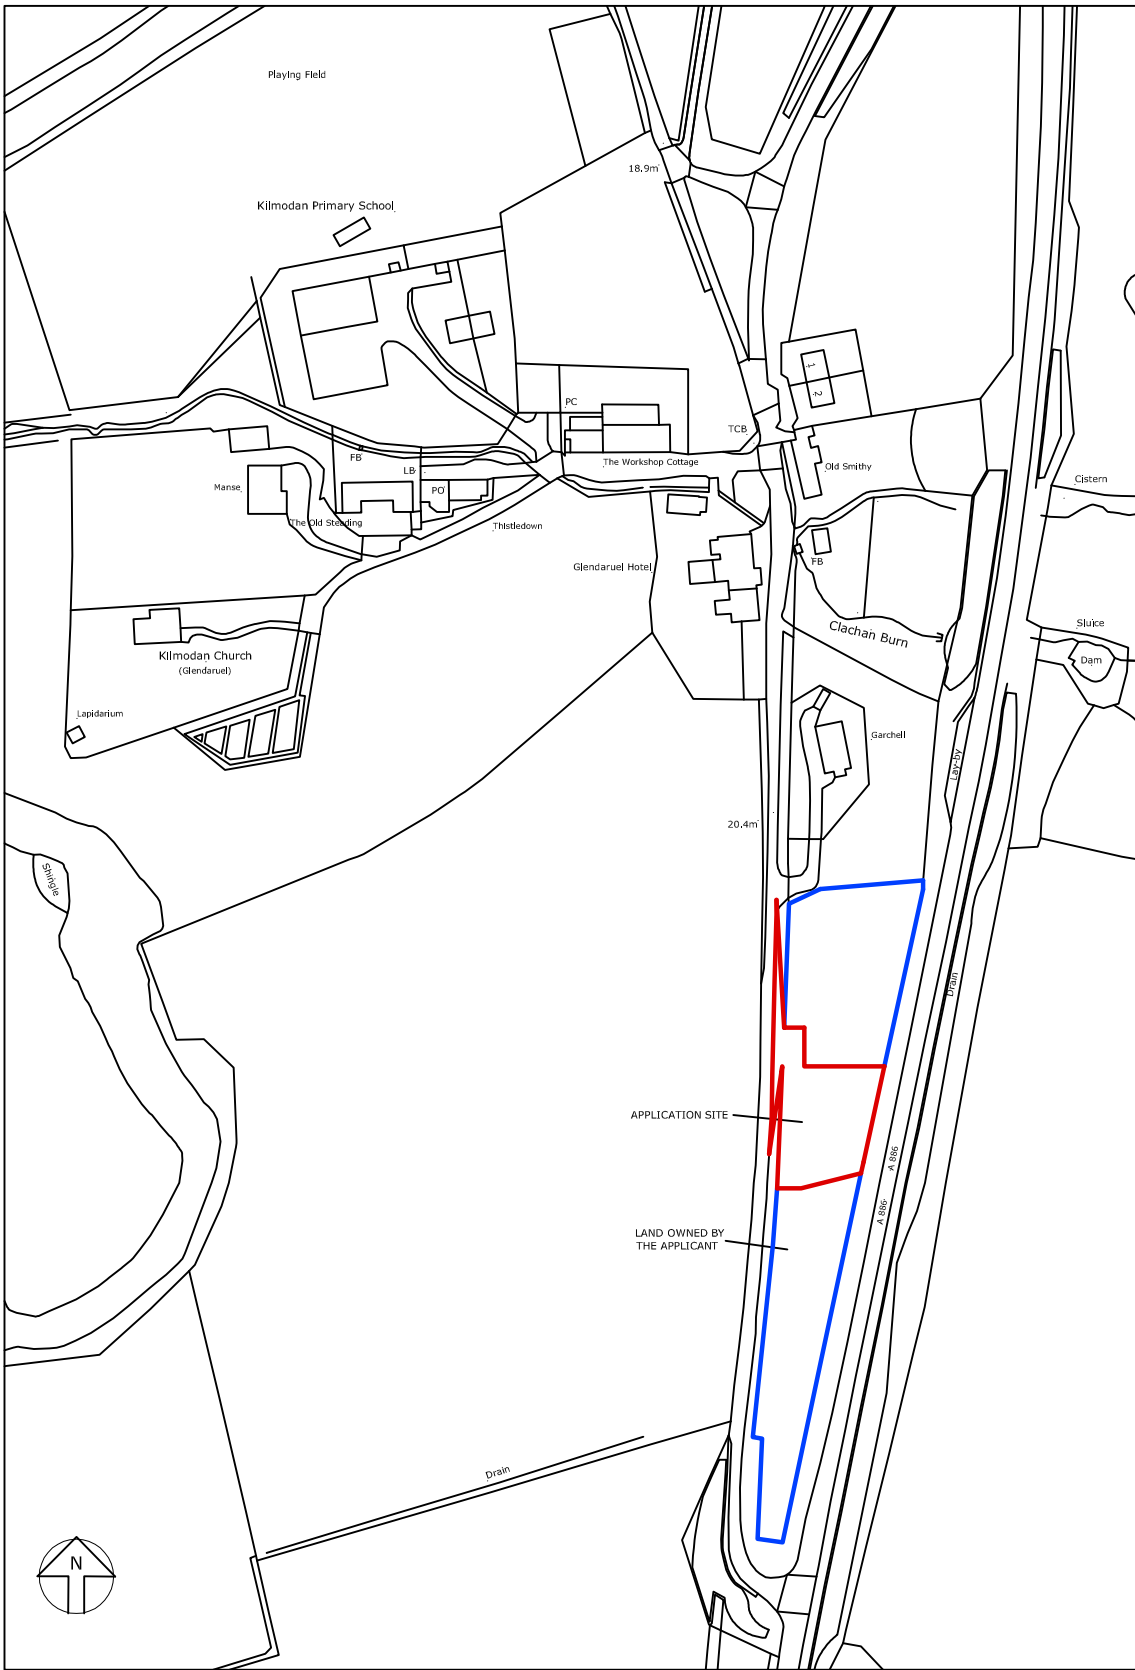 Playing Field
18.9m
Kilmodan Primary School
1
2
PC
TCB
The Workshop Cottage
Old Smithy
FB
LB
PO
Cistern
Manse
The Old Steading
Thistledown
Glendaruel Hotel
FB
Clachan Burn
Sluice
Dam
Kilmodan Church
(Glendaruel)
Lapidarium
Garchell
Lay-by
20.4m
Shingle
Drain
APPLICATION SITE
A 886
A 886
LAND OWNED BY
THE APPLICANT
Drain
N